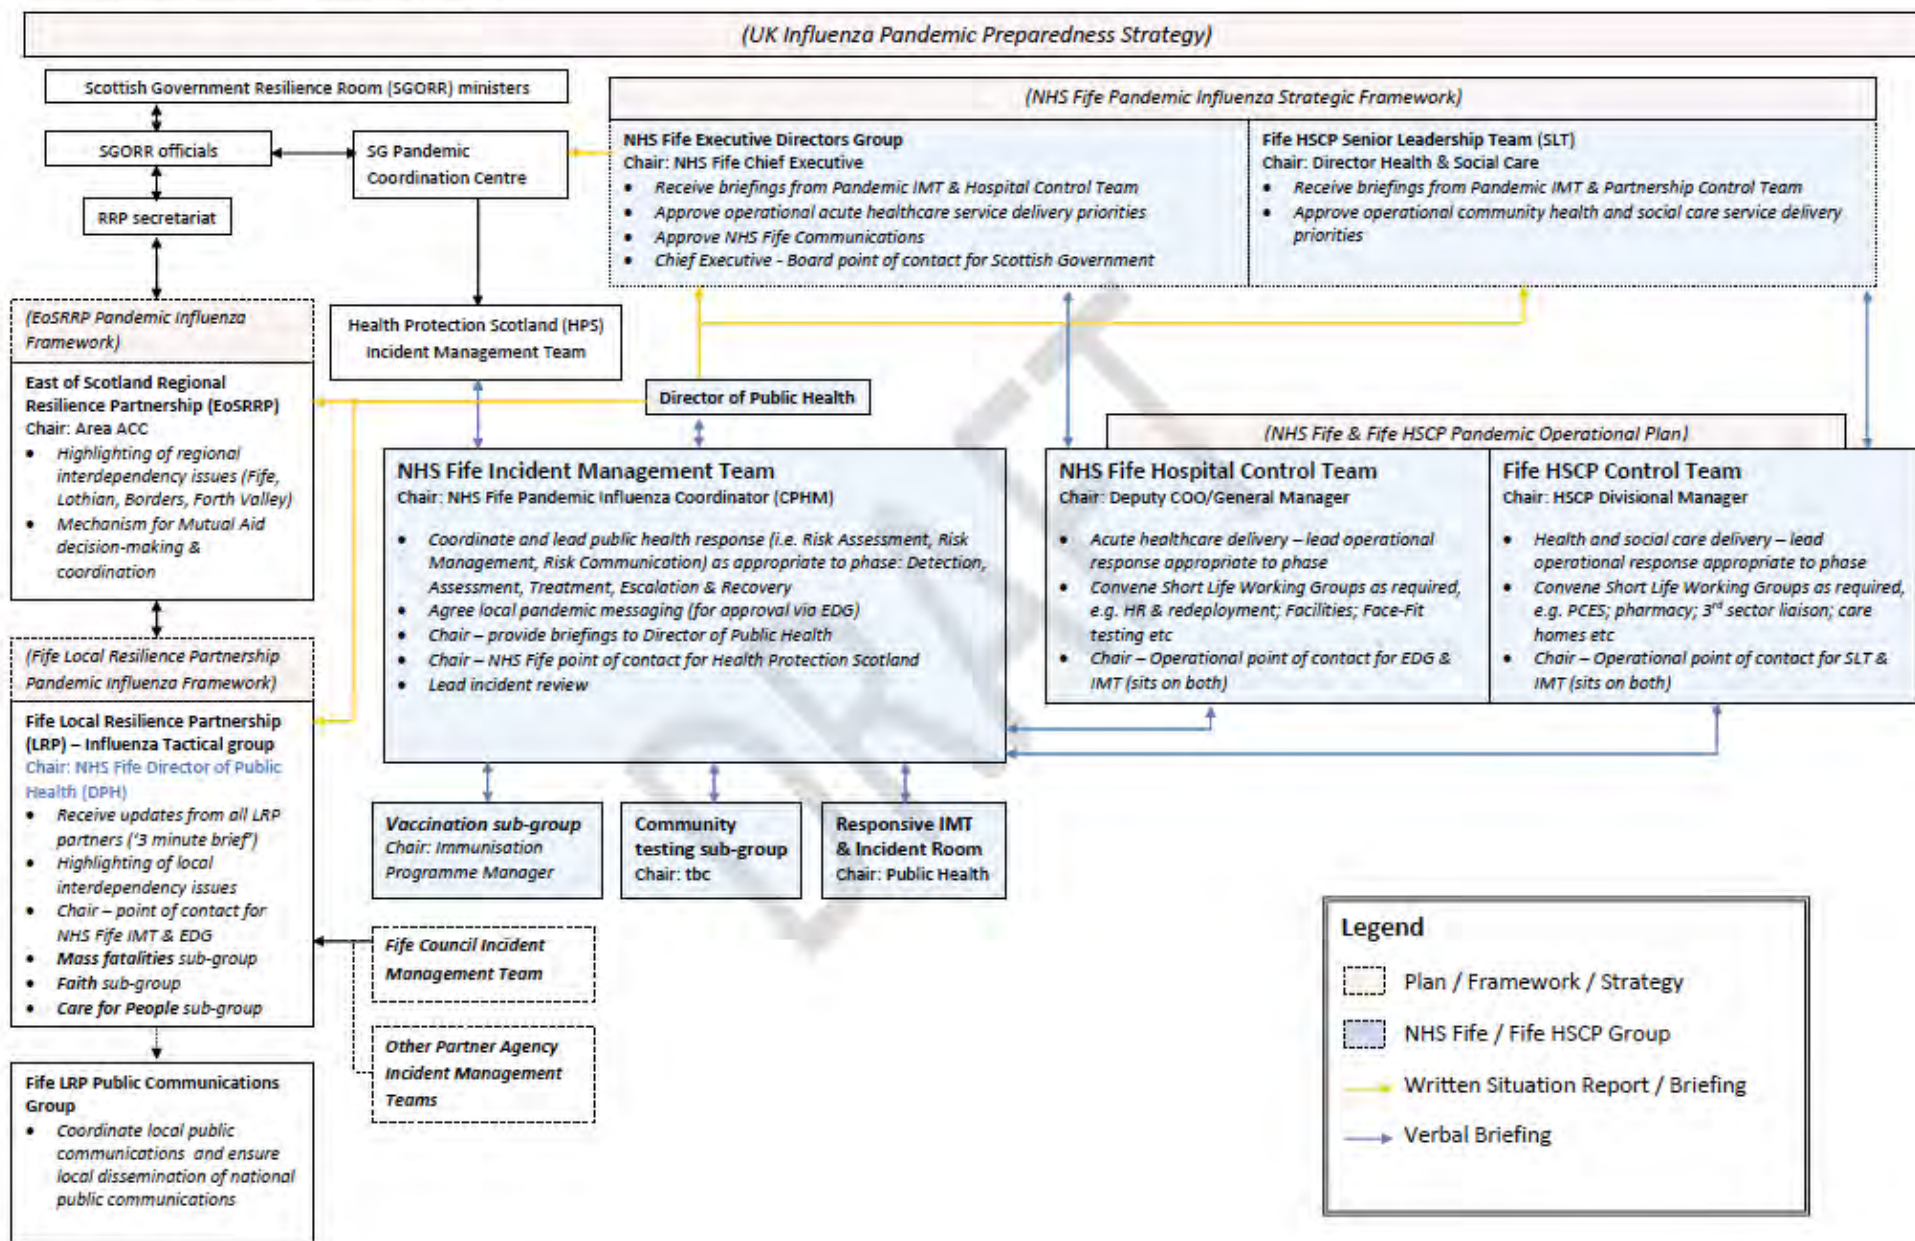 (UK Influenza Pandemic Preparedness Strategy)
Scottish Government Resilience Room (SGORR) ministers
SGORR officials
SG Pandemic
Coordination Centre
RRP secretariat
(NHS Fife Pandemic Influenza Strategic Framework)
NHS Fife Executive Directors Group
Chair: NHS Fife Chief Executive
• Receive briefings from Pandemic IMT & Hospital Control Team
• Approve operational acute healthcare service delivery priorities
• Approve NHS Fife Communications
• Chief Executive - Board point of contact for Scottish Government
Fife HSCP Senior Leadership Team (SLT)
Chair: Director Health & Social Care
• Receive briefings from Pandemic IMT & Partnership Control Team
• Approve operational community health and social care service delivery
priorities
(EoSRRP Pandemic Influenza
Framework)
East of Scotland Regional
Resilience Partnership (EoSRRP)
Chair: Area ACC
• Highlighting of regional
interdependency issues (Fife,
Lothian, Borders, Forth Valley)
• Mechanism for Mutual Aid
decision-making &
coordination
Health Protection Scotland (HPS)
Incident Management Team
Director of Public Health
NHS Fife Incident Management Team
Chair: NHS Fife Pandemic Influenza Coordinator (CPHM)
• Coordinate and lead public health response (i.e. Risk Assessment, Risk
Management, Risk Communication) as appropriate to phase: Detection,
Assessment, Treatment, Escalation & Recovery
• Agree local pandemic messaging (for approval via EDG)
• Chair – provide briefings to Director of Public Health
• Chair – NHS Fife point of contact for Health Protection Scotland
• Lead incident review
(NHS Fife & Fife HSCP Pandemic Operational Plan)
NHS Fife Hospital Control Team
Chair: Deputy COO/General Manager
• Acute healthcare delivery – lead operational
response appropriate to phase
• Convene Short Life Working Groups as required,
e.g. HR & redeployment; Facilities; Face-Fit
testing etc
• Chair – Operational point of contact for EDG &
IMT (sits on both)
Fife HSCP Control Team
Chair: HSCP Divisional Manager
• Health and social care delivery – lead
operational response appropriate to phase
• Convene Short Life Working Groups as required,
e.g. PCES; pharmacy; 3rd sector liaison; care
homes etc
• Chair – Operational point of contact for SLT &
IMT (sits on both)
(Fife Local Resilience Partnership
Pandemic Influenza Framework)
Fife Local Resilience Partnership
(LRP) – Influenza Tactical group
Chair: NHS Fife Director of Public
Health (DPH)
• Receive updates from all LRP
partners (‘3 minute brief’)
• Highlighting of local
interdependency issues
• Chair – point of contact for
NHS Fife IMT & EDG
• Mass fatalities sub-group
• Faith sub-group
• Care for People sub-group
Vaccination sub-group
Chair: Immunisation
Programme Manager
Community
testing sub-group
Chair: tbc
Responsive IMT
& Incident Room
Chair: Public Health
Fife Council Incident
Management Team
Other Partner Agency
Incident Management
Teams
Fife LRP Public Communications
Group
• Coordinate local public
communications and ensure
local dissemination of national
public communications
Legend
Plan / Framework / Strategy
NHS Fife / Fife HSCP Group
Written Situation Report / Briefing
Verbal Briefing
DRAFT